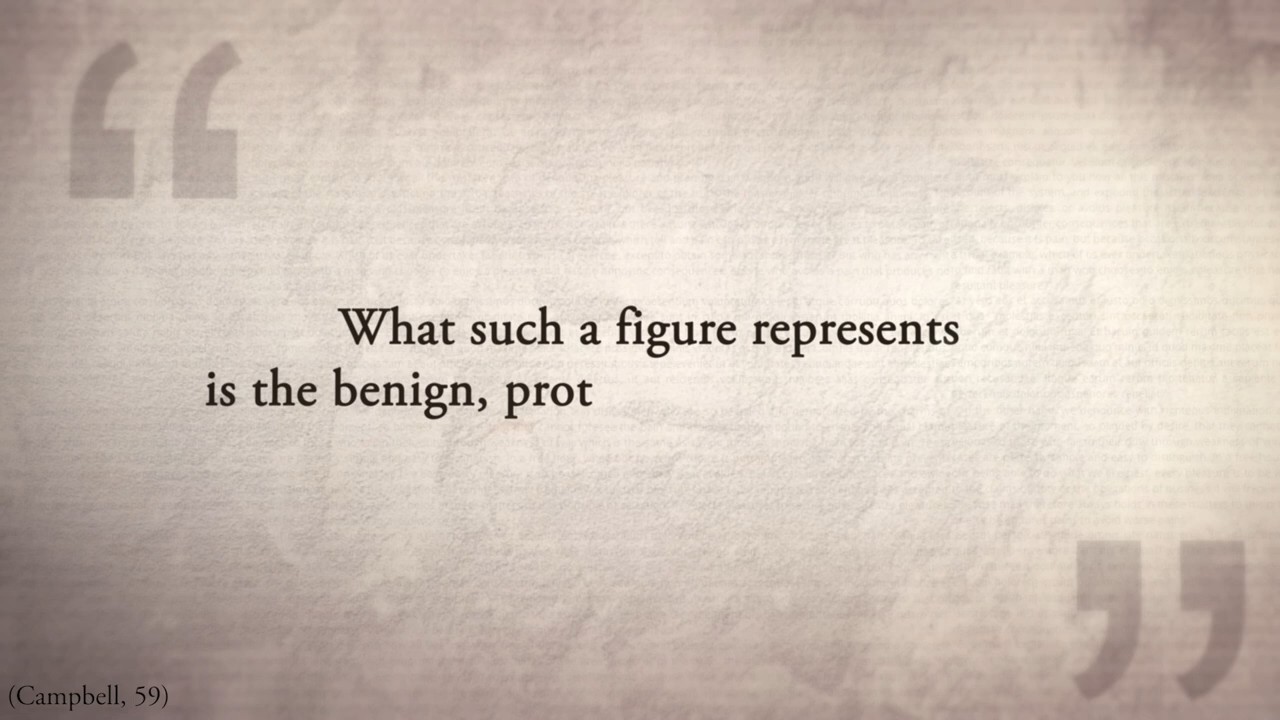 What such a figure represents
is the benign, prot
(Campbell, 59)